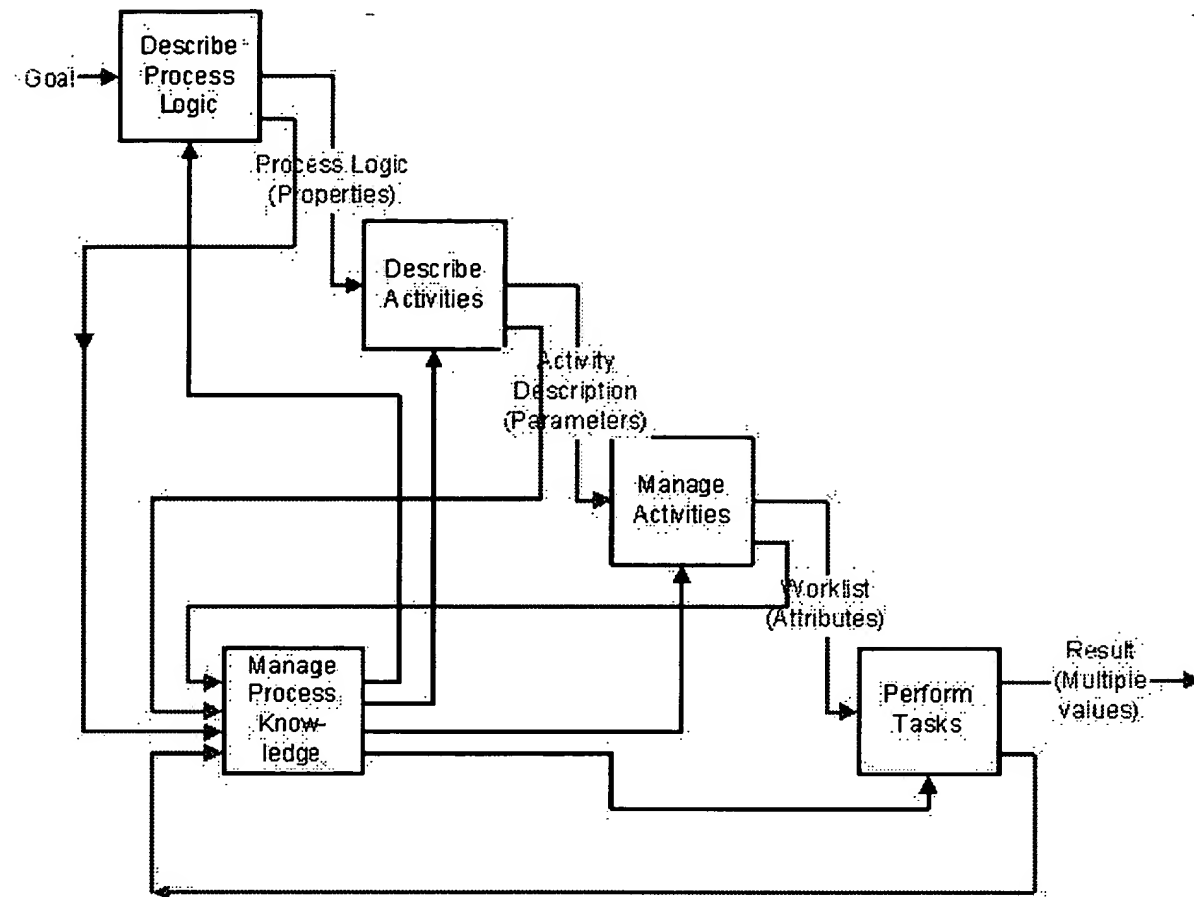 Describe
Process
Logic
Goal
Process Logic
(Properties)
Describe
Activities
Activity
Description
(Parameters)
Manage
Activities
Worklist
(Attributes)
Manage
Process
Know-
ledge
Perform
Tasks
Result
(Multiple
values)